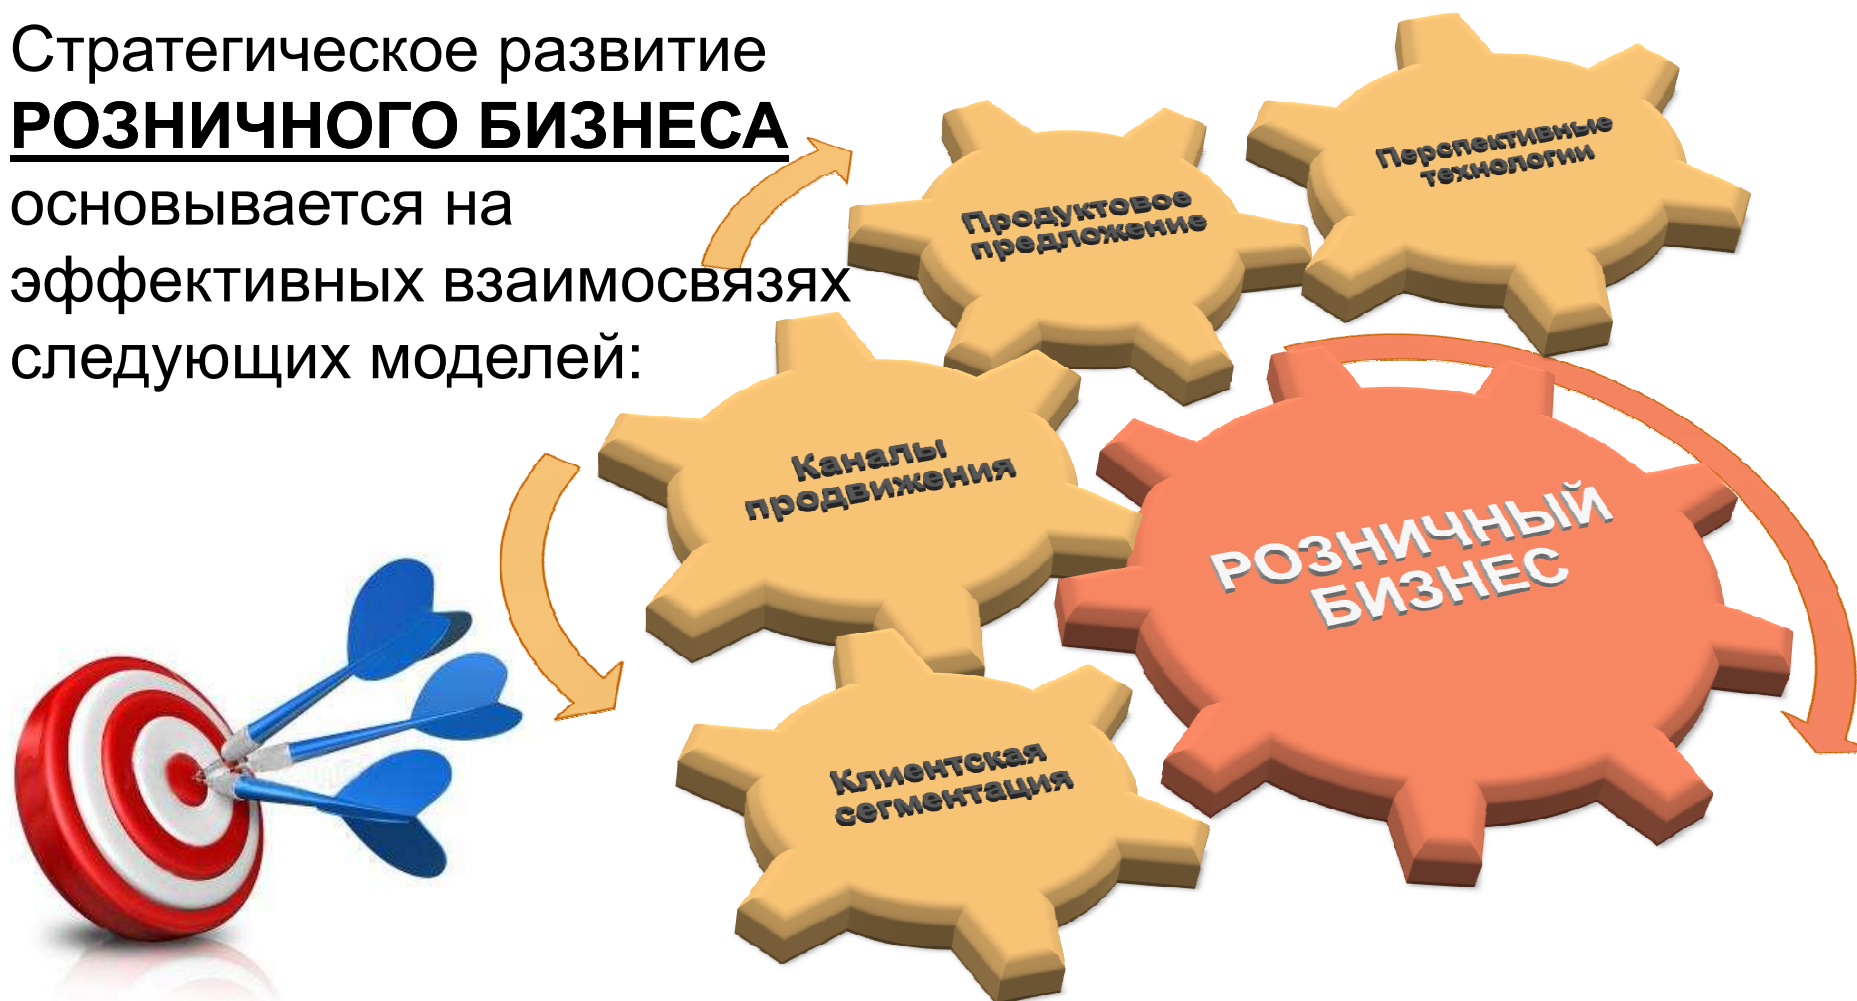 Стратегическое развитие
РОЗНИЧНОГО БИЗНЕСА
основывается на
эффективных взаимосвязях
следующих моделей:
Перспективные
технологии
Продуктовое
предложение
Каналы
продвижения
РОЗНИЧНЫЙ
БИЗНЕС
Клиентская
сегментация